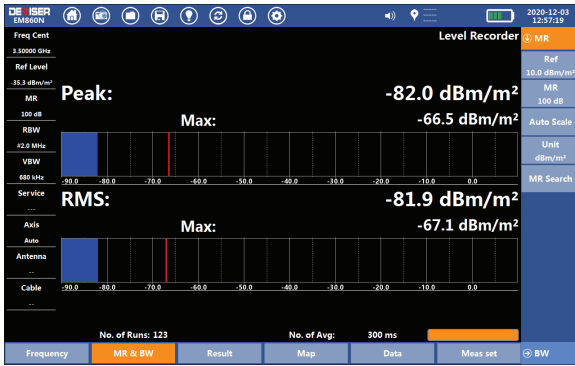 DEVISER
EM860N
2020-12-03
12:57:19
Level Recorder
Freq Cent
3.50000 GHz
Ref Level
-35.3 dBm/m²
MR
100 dB
RBW
#2.0 MHz
VBW
680 kHz
Service
---
Axis
Auto
Antenna
--
Cable
--
Peak: -82.0 dBm/m²
Max: -66.5 dBm/m²
-90.0 -80.0 -70.0 -60.0 -50.0 -40.0 -30.0 -20.0 -10.0 0.0
RMS: -81.9 dBm/m²
Max: -67.1 dBm/m²
-90.0 -80.0 -70.0 -60.0 -50.0 -40.0 -30.0 -20.0 -10.0 0.0
No. of Runs: 123 No. of Avg: 300 ms
MR
Ref
10.0 dBm/m²
MR
100 dB
Auto Scale
Unit
dBm/m²
MR Search
BW
Frequency MR & BW Result Map Data Meas set